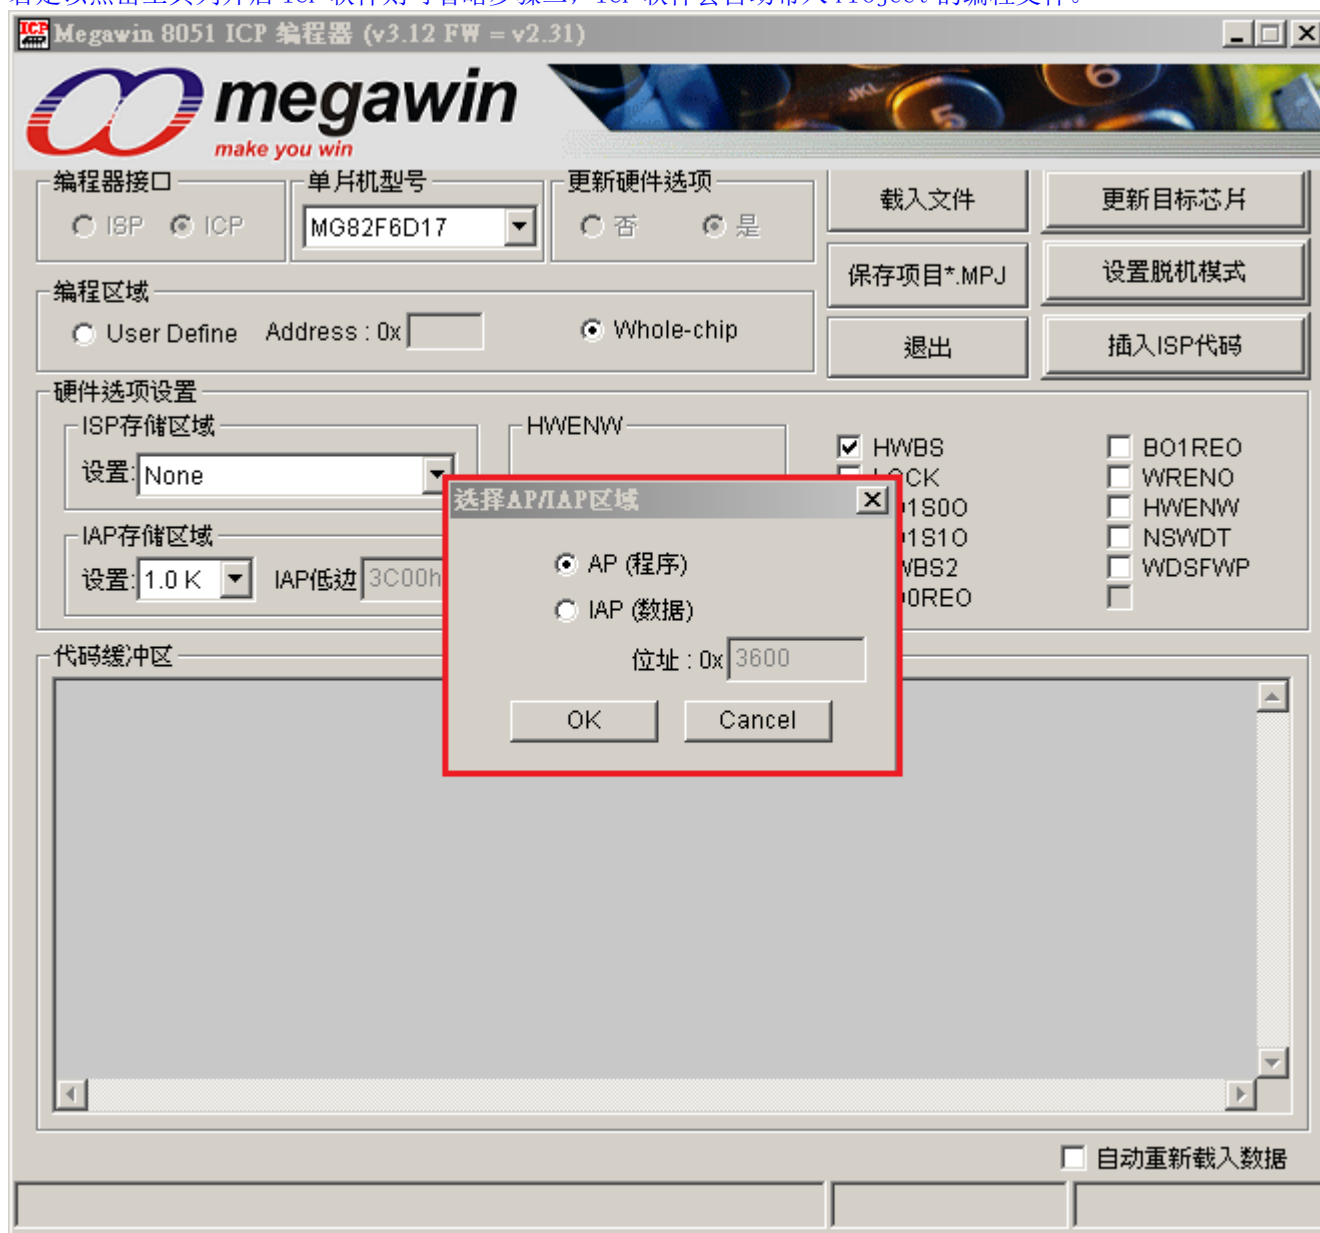 Megawin 8051 ICP 编程器 (v3.12 FW = v2.31)
megawin
make you win
编程器接口
ISP ICP
单片机型号
MG82F6D17
更新硬件选项
否 是
载入文件
更新目标芯片
保存项目*.MPJ
设置脱机模式
退出
插入ISP代码
编程区域
User Define Address : 0x
Whole-chip
硬件选项设置
ISP存储区域
设置: None
HWENW
IAP存储区域
设置: 1.0 K IAP低边 3C00h
HWBS
BO1REO
WRENO
HWENW
NSWDT
WDSFWP
选择AP/IAP区域
AP (程序)
IAP (数据)
位址 : 0x 3600
OK Cancel
代码缓冲区
自动重新载入数据